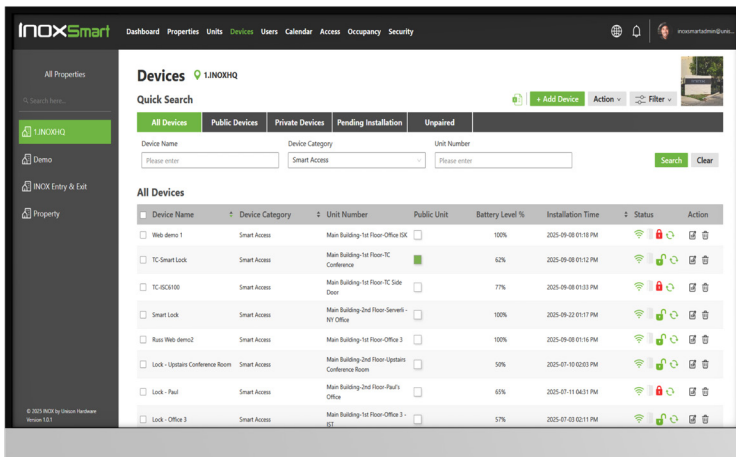 INOXSmart
Dashboard Properties Units Devices Users Calendar Access Occupancy Security
inoxsmartadmin@unis...
All Properties
Search here...
1.INOXHQ
Demo
INOX Entry & Exit
Property
© 2025 INOX by Unison Hardware
Version 1.0.1
Devices 1.INOXHQ
Quick Search
+ Add Device Action Filter
All Devices Public Devices Private Devices Pending Installation Unpaired
Device Name Device Category Unit Number
Please enter Smart Access Please enter Search Clear
All Devices
Device Name Device Category Unit Number Public Unit Battery Level % Installation Time Status Action
Web demo 1 Smart Access Main Building-1st Floor-Office ISK 100% 2025-09-08 01:18 PM
TC-Smart Lock Smart Access Main Building-1st Floor-TC
Conference 62% 2025-09-08 01:12 PM
TC-ISC6100 Smart Access Main Building-1st Floor-TC Side
Door 77% 2025-09-08 01:33 PM
Smart Lock Smart Access Main Building-2nd Floor-Serverli -
NY Office 100% 2025-09-22 01:17 PM
Russ Web demo2 Smart Access Main Building-1st Floor-Office 3 100% 2025-09-08 01:16 PM
Lock - Upstairs Conference Room Smart Access Main Building-2nd Floor-Upstairs
Conference Room 50% 2025-07-10 02:03 PM
Lock - Paul Smart Access Main Building-2nd Floor-Paul's
Office 65% 2025-07-11 04:31 PM
Lock - Office 3 Smart Access Main Building-1st Floor-Office 3 -
IST 57% 2025-07-03 02:11 PM